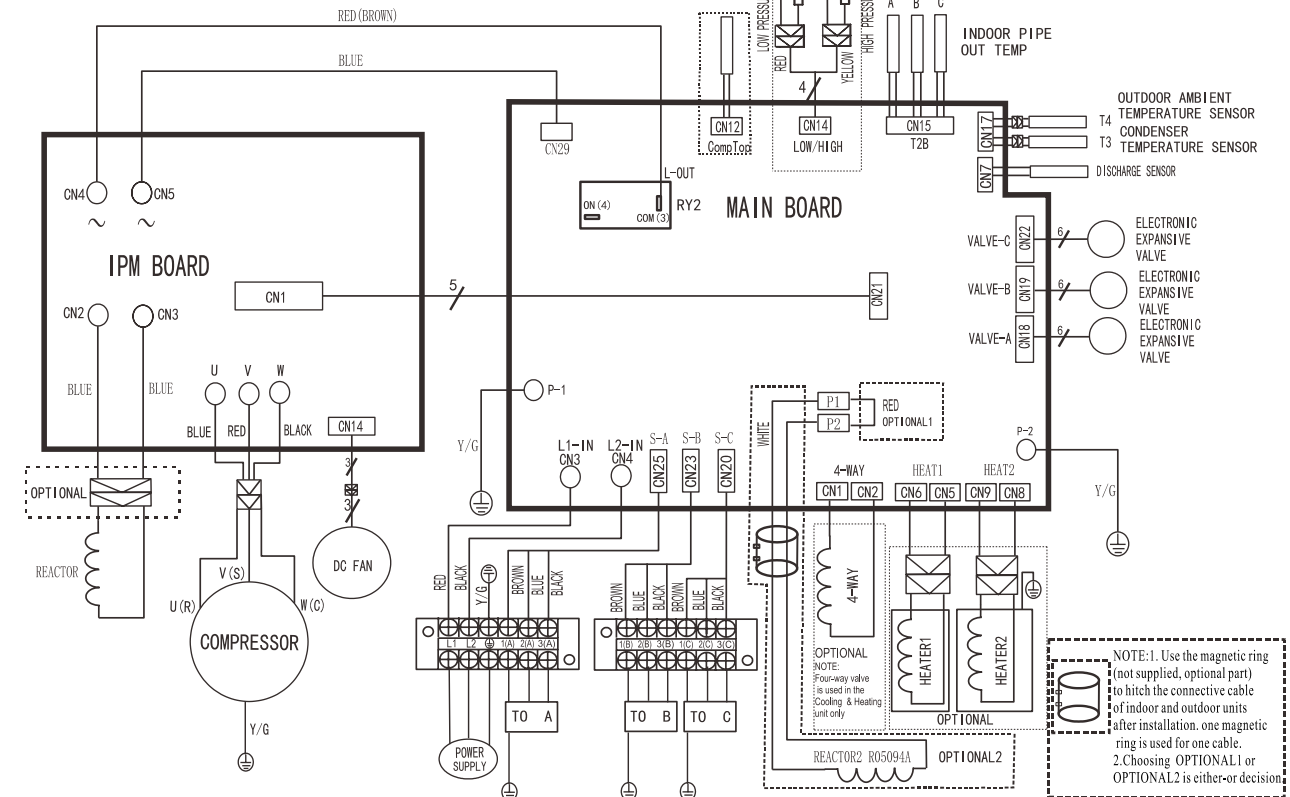 RED(BROWN)
BLUE
LOW PRESSU
HIGH PRESSU
RED
YELLOW
4
A B C
INDOOR PIPE
OUT TEMP
CN12
CompTop
CN14
LOW/HIGH
CN15
T2B
CN17
CN7
OUTDOOR AMBIENT
TEMPERATURE SENSOR
T4
CONDENSER
T3 TEMPERATURE SENSOR
DISCHARGE SENSOR
CN29
L-OUT
ON(4)
COM(3)
RY2
MAIN BOARD
CN4
CN5
~ ~
IPM BOARD
CN1
5
CN21
CN2
CN3
BLUE
BLUE
U V W
BLUE
RED
BLACK
CN14
3
3
DC FAN
OPTIONAL
REACTOR
V(S)
U(R)
W(C)
COMPRESSOR
Y/G
VALVE-C
CN22
6
ELECTRONIC
EXPANSIVE
VALVE
VALVE-B
CN19
6
ELECTRONIC
EXPANSIVE
VALVE
VALVE-A
CN18
6
ELECTRONIC
EXPANSIVE
VALVE
P-1
Y/G
L1-IN
CN3
L2-IN
CN4
S-A
CN25
S-B
CN23
S-C
CN20
WHITE
P1
P2
RED
OPTIONAL1
P-2
Y/G
4-WAY
CN1 CN2
HEAT1
CN6 CN5
HEAT2
CN9 CN8
RED
BLACK
Y/G
BROWN
BLUE
BLACK
L1 L2 1(A) 2(A) 3(A)
TO A
POWER
SUPPLY
BROWN
BLUE
BLACK
BROWN
BLUE
BLACK
1(B) 2(B) 3(B) 1(C) 2(C) 3(C)
TO B
TO C
4-WAY
OPTIONAL
NOTE:
Four-way valve
is used in the
Cooling & Heating
unit only
HEATER1
HEATER2
OPTIONAL
REACTOR2 R05094A
OPTIONAL2
NOTE:1. Use the magnetic ring
(not supplied, optional part)
to hitch the connective cable
of indoor and outdoor units
after installation. one magnetic
ring is used for one cable.
2.Choosing OPTIONAL1 or
OPTIONAL2 is either-or decision